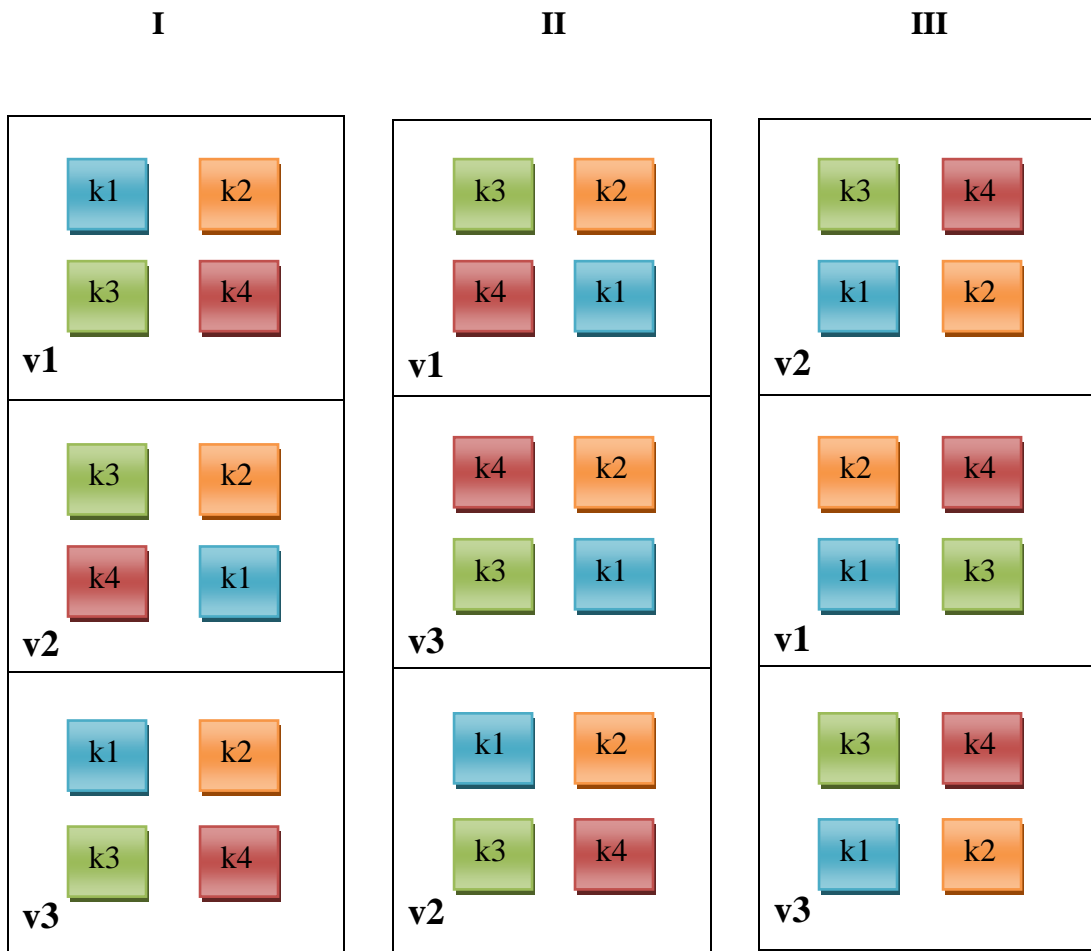 I II III
k1 k2 k3 k2 k3 k4
k3 k4 k4 k1 k1 k2
v1 v1 v2
k3 k2 k4 k2 k2 k4
k4 k1 k3 k1 k1 k3
v2 v3 v1
k1 k2 k1 k2 k3 k4
k3 k4 k3 k4 k1 k2
v3 v2 v3